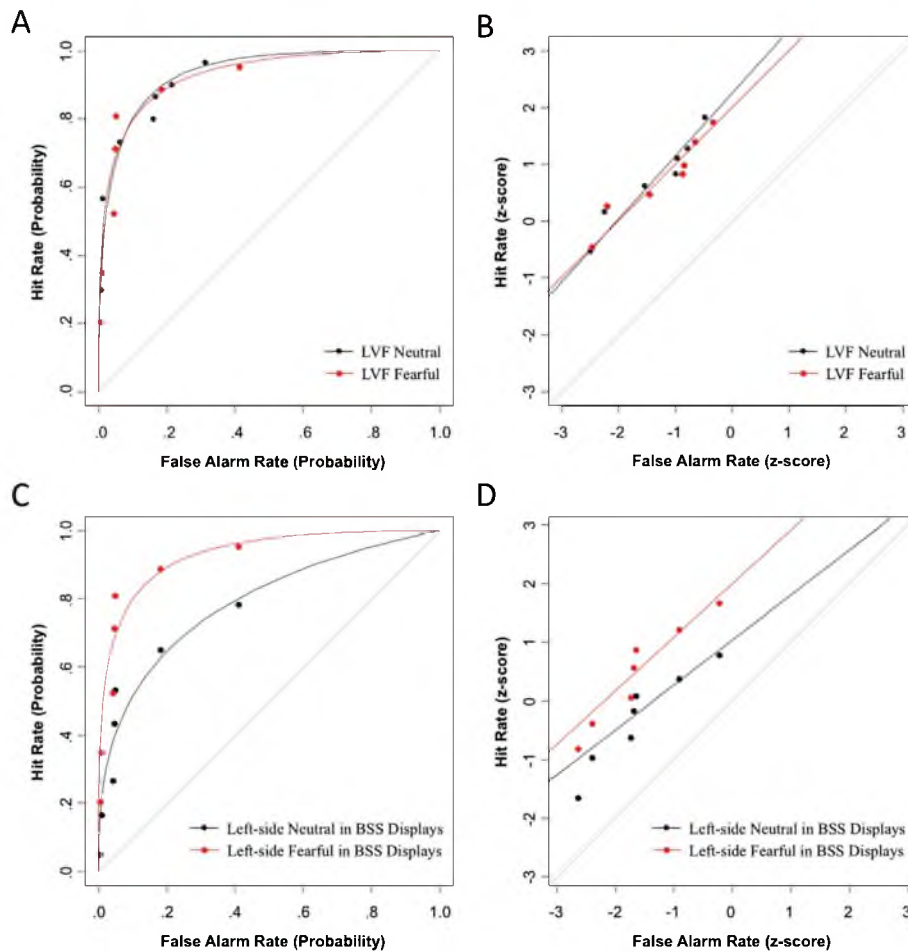 A
Hit Rate (Probability)
1.0
.8
.6
.4
.2
.0
LVF Neutral
LVF Fearful
.0 .2 .4 .6 .8 1.0
False Alarm Rate (Probability)
B
Hit Rate (z-score)
3
2
1
0
-1
-2
-3
LVF Neutral
LVF Fearful
-3 -2 -1 0 1 2 3
False Alarm Rate (z-score)
C
Hit Rate (Probability)
1.0
.8
.6
.4
.2
.0
Left-side Neutral in BSS Displays
Left-side Fearful in BSS Displays
.0 .2 .4 .6 .8 1.0
False Alarm Rate (Probability)
D
Hit Rate (z-score)
3
2
1
0
-1
-2
-3
Left-side Neutral in BSS Displays
Left-side Fearful in BSS Displays
-3 -2 -1 0 1 2 3
False Alarm Rate (z-score)